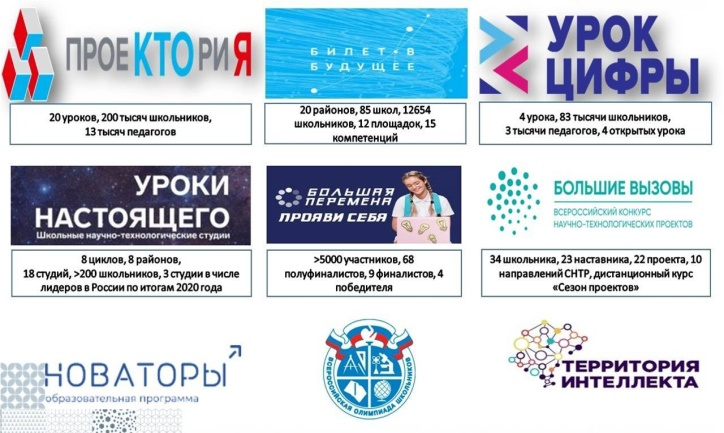 ПРОЕКТОРИЯ
20 уроков, 200 тысяч школьников,
13 тысяч педагогов
БИЛЕТ В
БУДУЩЕЕ
20 районов, 85 школ, 12654
школьников, 12 площадок, 15
компетенций
УРОК
ЦИФРЫ
4 урока, 83 тысячи школьников,
3 тысячи педагогов, 4 открытых урока
УРОКИ
НАСТОЯЩЕГО
Школьные научно-технологические студии
8 циклов, 8 районов,
18 студий, >200 школьников, 3 студии в числе
лидеров в России по итогам 2020 года
БОЛЬШАЯ
ПЕРЕМЕНА
ПРОЯВИ СЕБЯ
>5000 участников, 68
полуфиналистов, 9 финалистов, 4
победителя
БОЛЬШИЕ ВЫЗОВЫ
ВСЕРОССИЙСКИЙ КОНКУРС
НАУЧНО-ТЕХНОЛОГИЧЕСКИХ ПРОЕКТОВ
34 школьника, 23 наставника, 22 проекта, 10
направлений СНТР, дистанционный курс
«Сезон проектов»
НОВАТОРЫ
образовательная программа
ВСЕРОССИЙСКАЯ ОЛИМПИАДА ШКОЛЬНИКОВ
ТЕРРИТОРИЯ
ИНТЕЛЛЕКТА